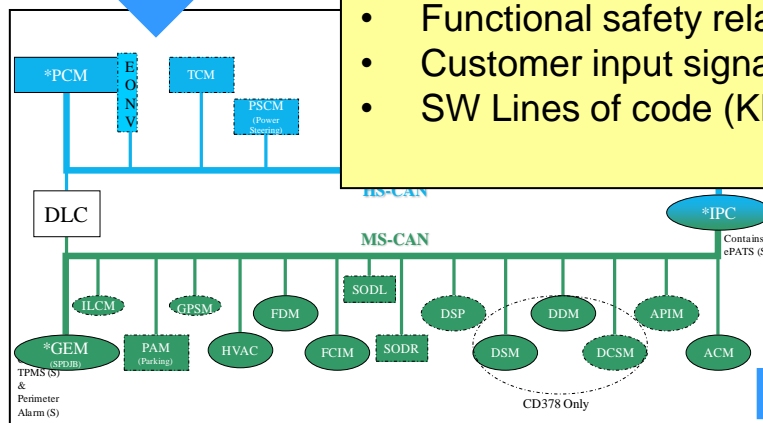 • Functional safety rela
• Customer input signa
• SW Lines of code (K
*PCM
E
O
N
V
TCM
PSCM
(Power
Steering)
HS-CAN
DLC
*IPC
Contains
ePATS (S
MS-CAN
ILCM
GPSM
FDM
SODL
DSP
DDM
APIM
*GEM
(SPDJB)
PAM
(Parking)
HVAC
FCIM
SODR
DSM
DCSM
ACM
TPMS (S)
&
Perimeter
Alarm (S)
CD378 Only